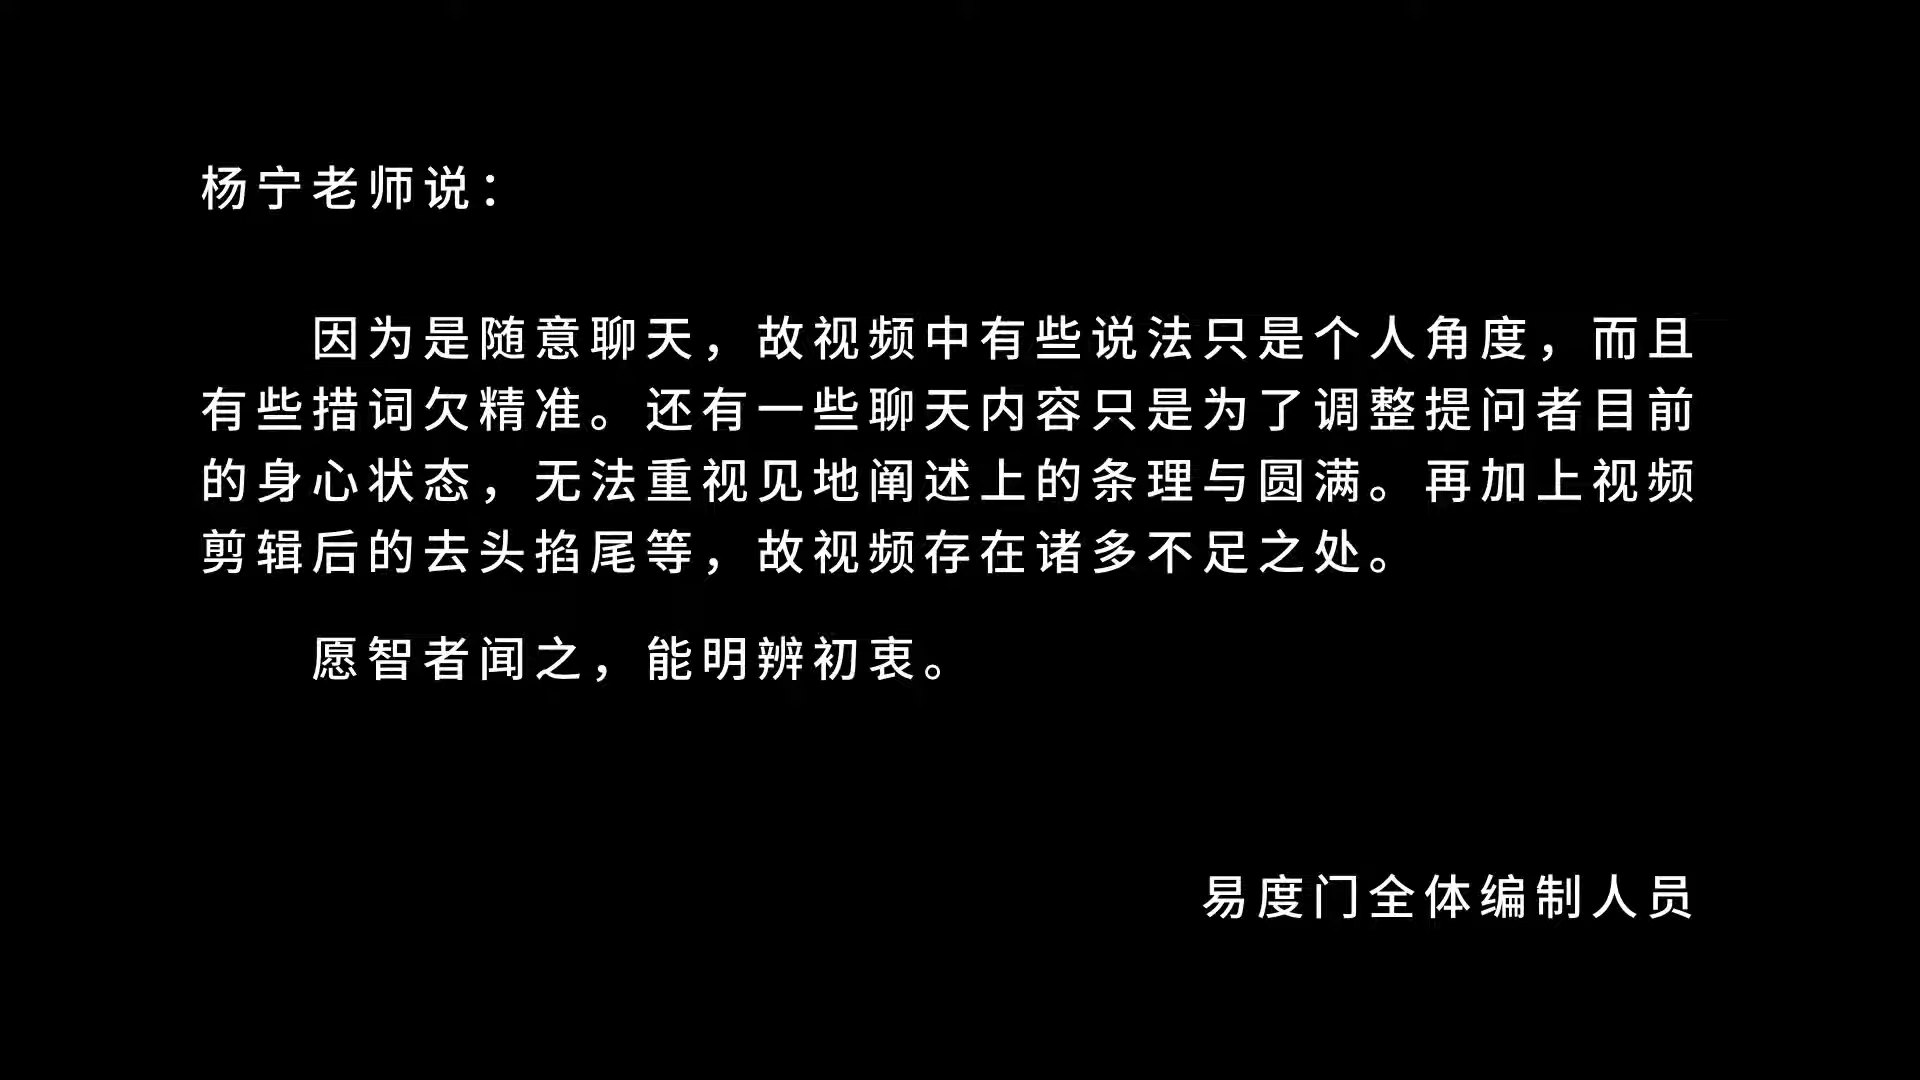 杨宁老师说：
因为是随意聊天，故视频中有些说法只是个人角度，而且
有些措词欠精准。还有一些聊天内容只是为了调整提问者目前
的身心状态，无法重视见地阐述上的条理与圆满。再加上视频
剪辑后的去头掐尾等，故视频存在诸多不足之处。
愿智者闻之，能明辨初衷。
易度门全体编制人员